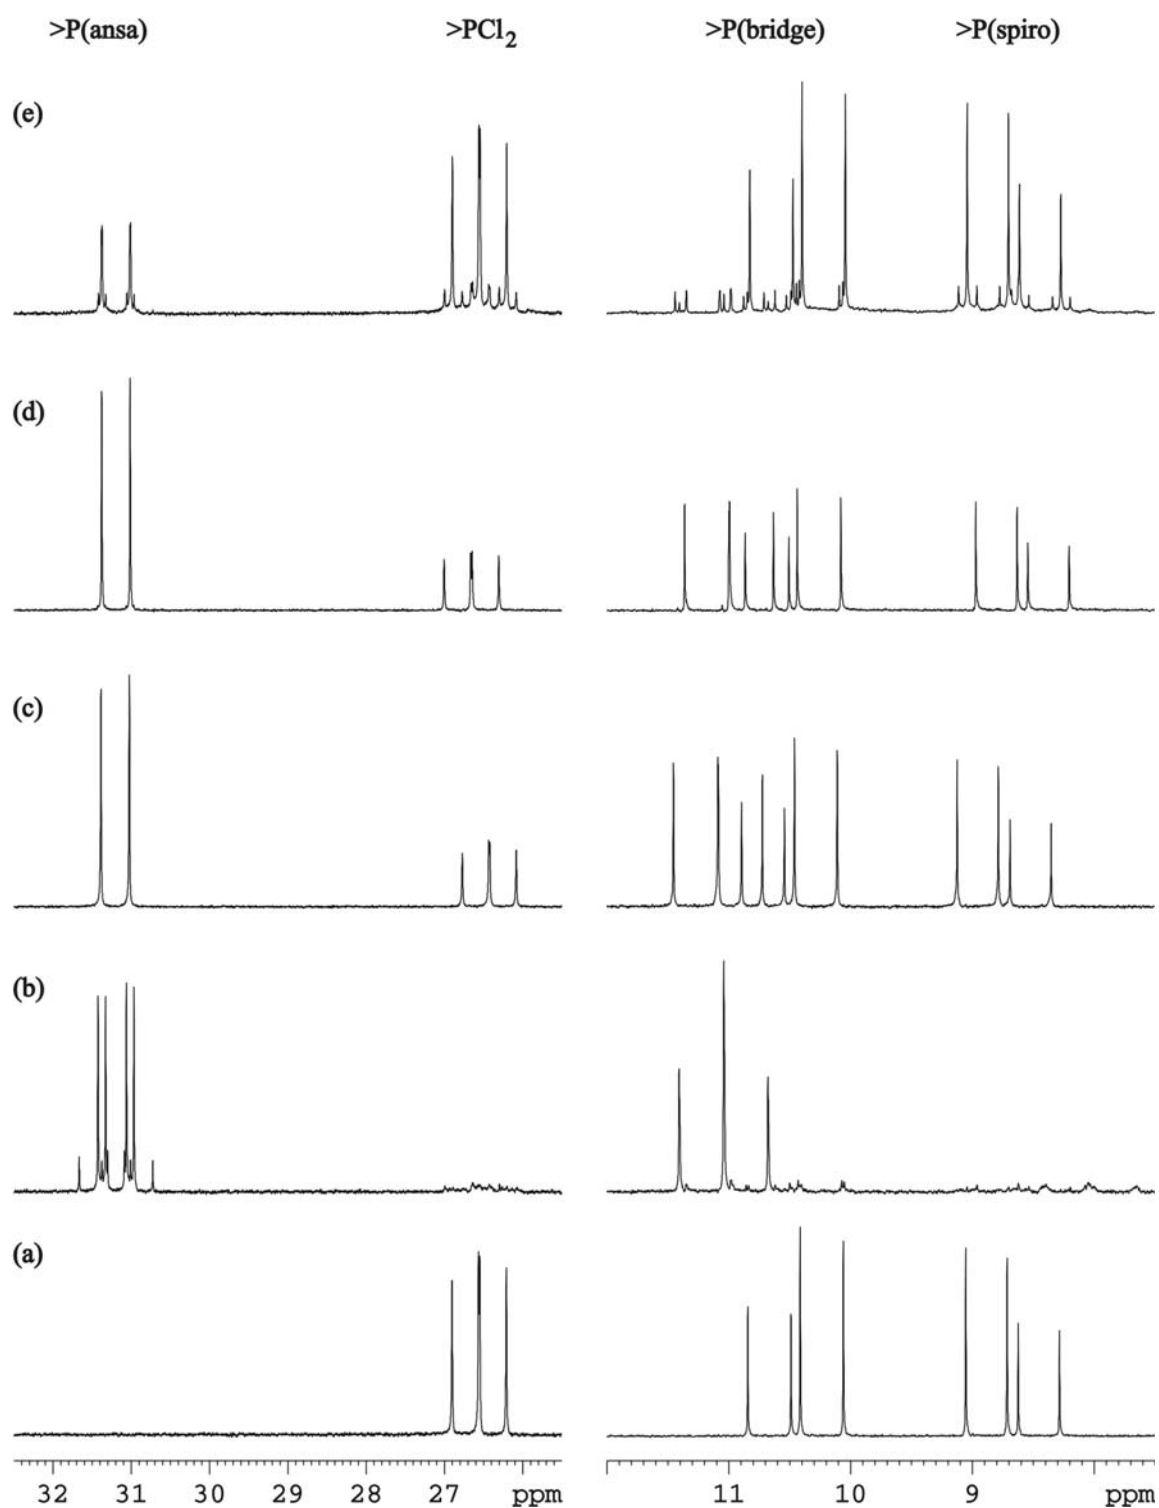 >P(ansa) >PCl2 >P(bridge) >P(spiro)
(e)
(d)
(c)
(b)
(a)
32 31 30 29 28 27 ppm 11 10 9 ppm